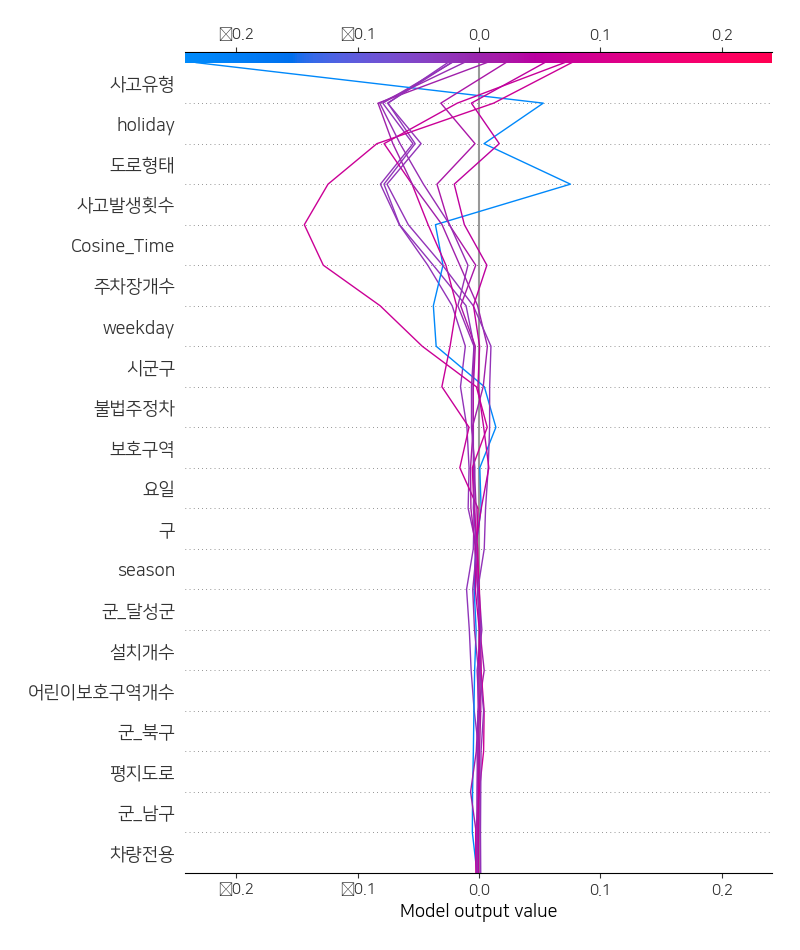 0.2 0.1 0.0 0.1 0.2
사고유형
holiday
도로형태
사고발생횟수
Cosine_Time
주차장개수
weekday
시군구
불법주정차
보호구역
요일
구
season
군_달성군
설치개수
어린이보호구역개수
군_북구
평지도로
군_남구
차량전용
0.2 0.1 0.0 0.1 0.2
Model output value